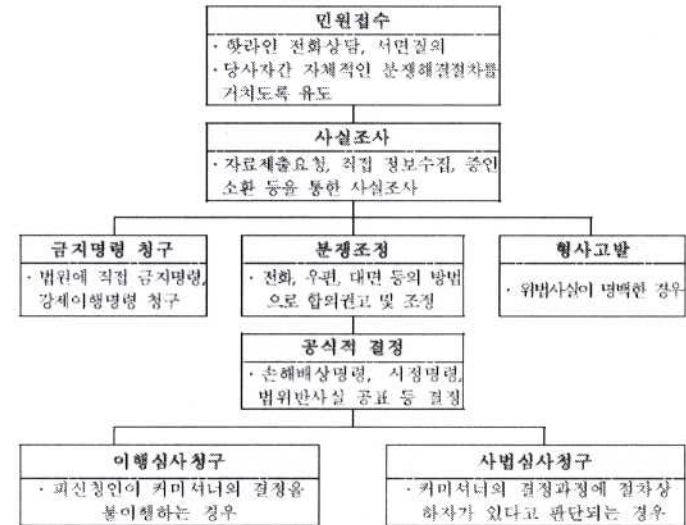 민원접수
· 핫라인 전화상담, 서면질의
· 당사자간 자체적인 분쟁해결절차를
거치도록 유도
사실조사
· 자료제출요청, 직접 정보수집, 증인
소환 등을 통한 사실조사
금지명령 청구
· 법원에 직접 금지명령,
강제이행명령 청구
분쟁조정
· 전화, 우편, 대면 등의 방법
으로 합의권고 및 조정
형사고발
· 위법사실이 명백한 경우
공식적 결정
· 손해배상명령, 시정명령,
법위반사실 공표 등 결정
이행심사청구
· 피신청인이 커미셔너의 결정을
불이행하는 경우
사법심사청구
· 커미셔너의 결정과정에 절차상
하자가 있다고 판단되는 경우